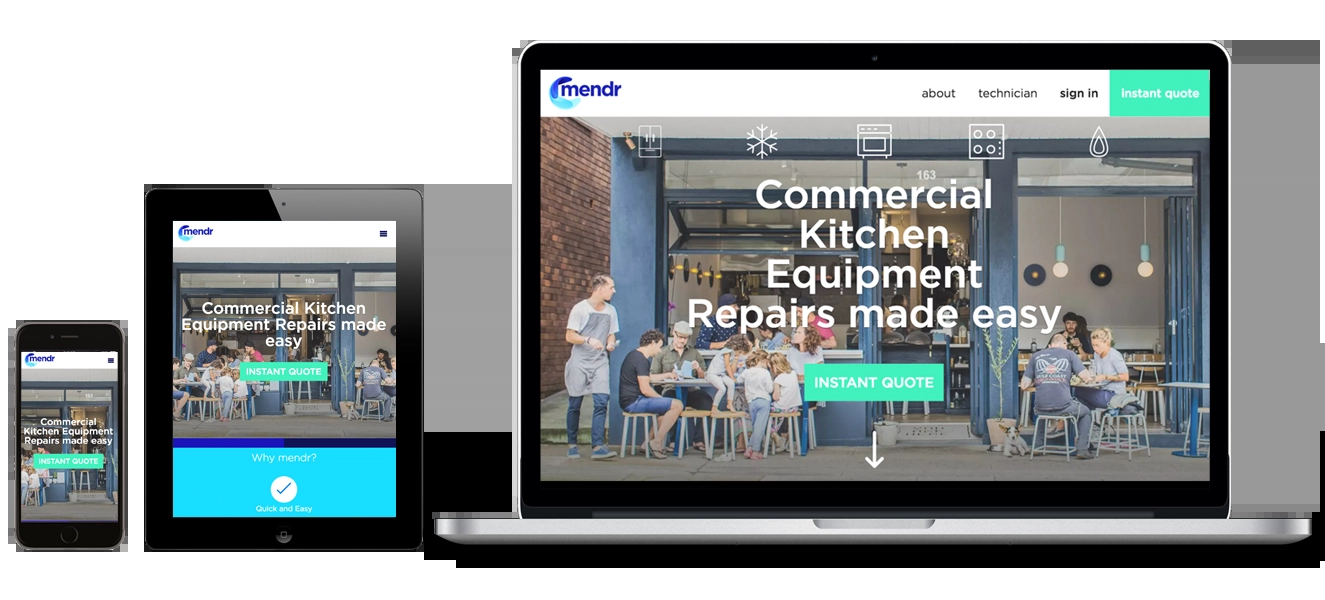 mendr
Commercial
Kitchen Equipment
Repairs made easy
INSTANT QUOTE
mendr
163
Commercial Kitchen
Equipment Repairs made
easy
INSTANT QUOTE
Why mendr?
Quick and Easy
mendr
about technician sign in instant quote
163
Commercial
Kitchen
Equipment
Repairs made easy
INSTANT QUOTE